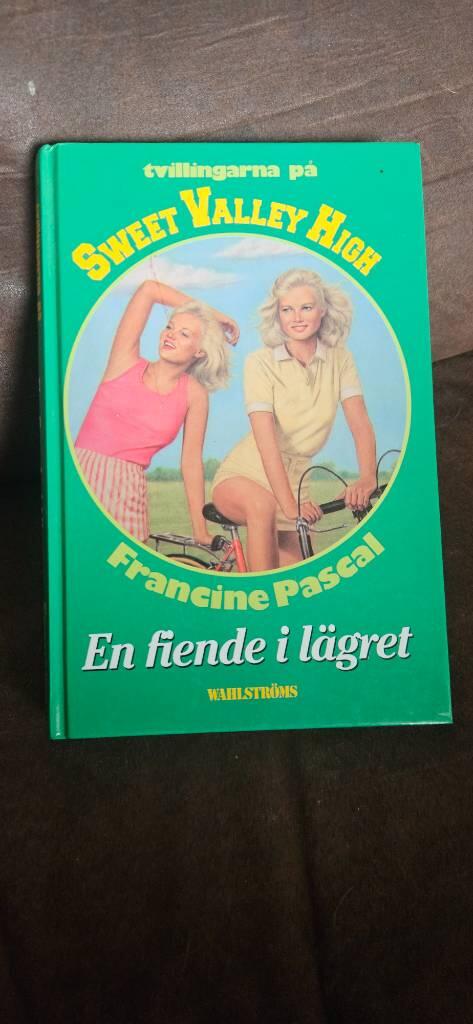 tvillingarna på
SWEET VALLEY HIGH
Francine Pascal
En fiende i lägret
WAHLSTRÖMS